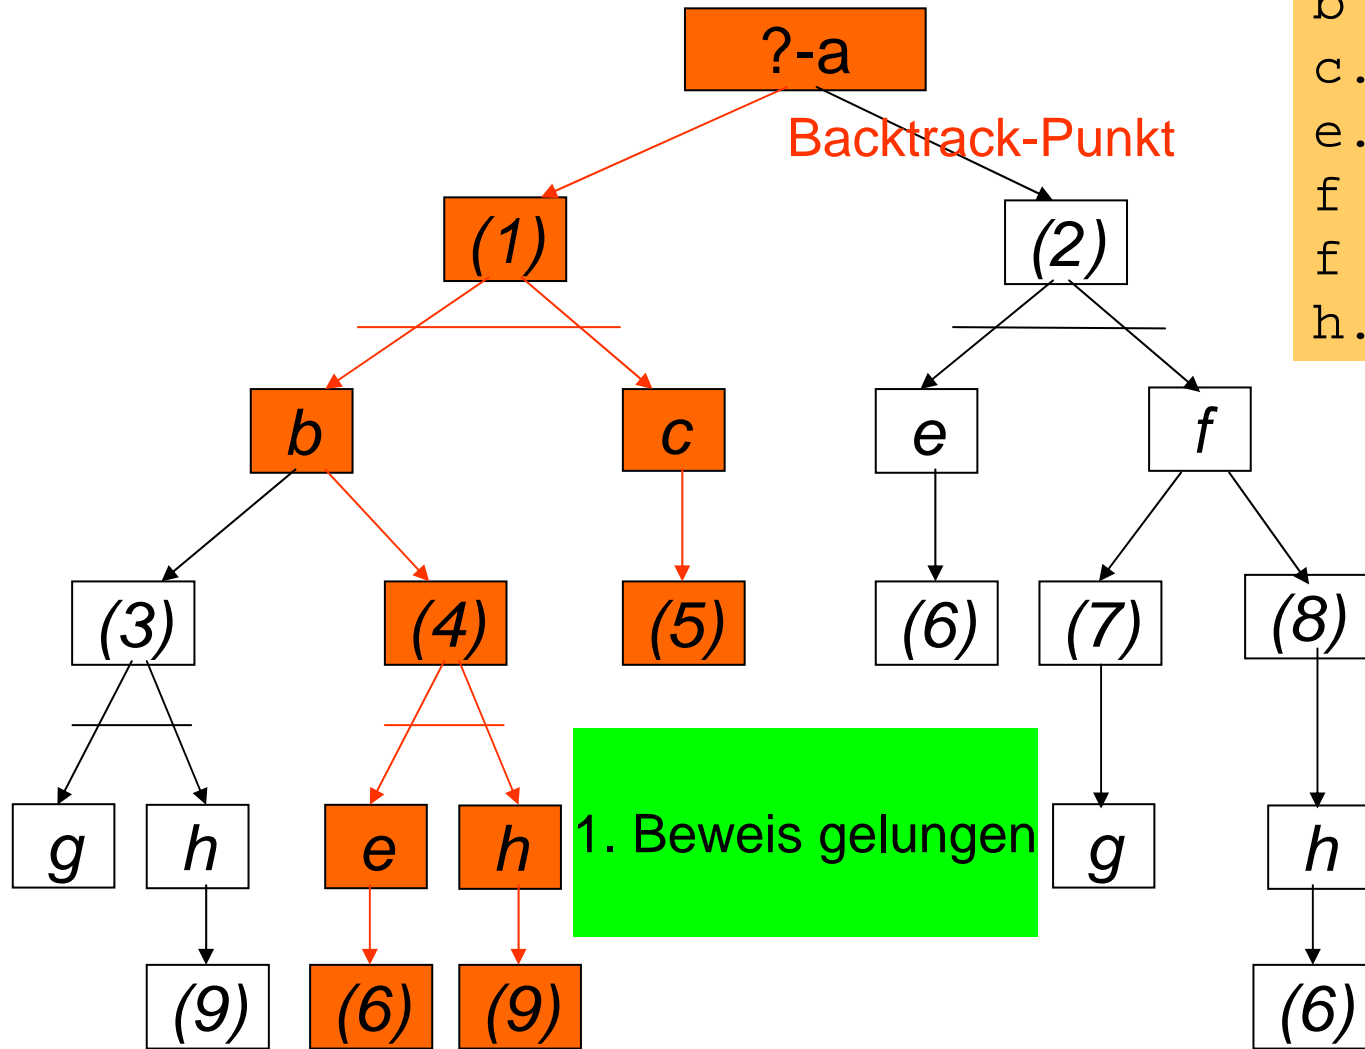 ?-a
b
c.
e.
f
f
h.
Backtrack-Punkt
(1)
(2)
b
c
e
f
(3)
(4)
(5)
(6)
(7)
(8)
g
h
e
h
1. Beweis gelungen
g
h
(9)
(6)
(9)
(6)